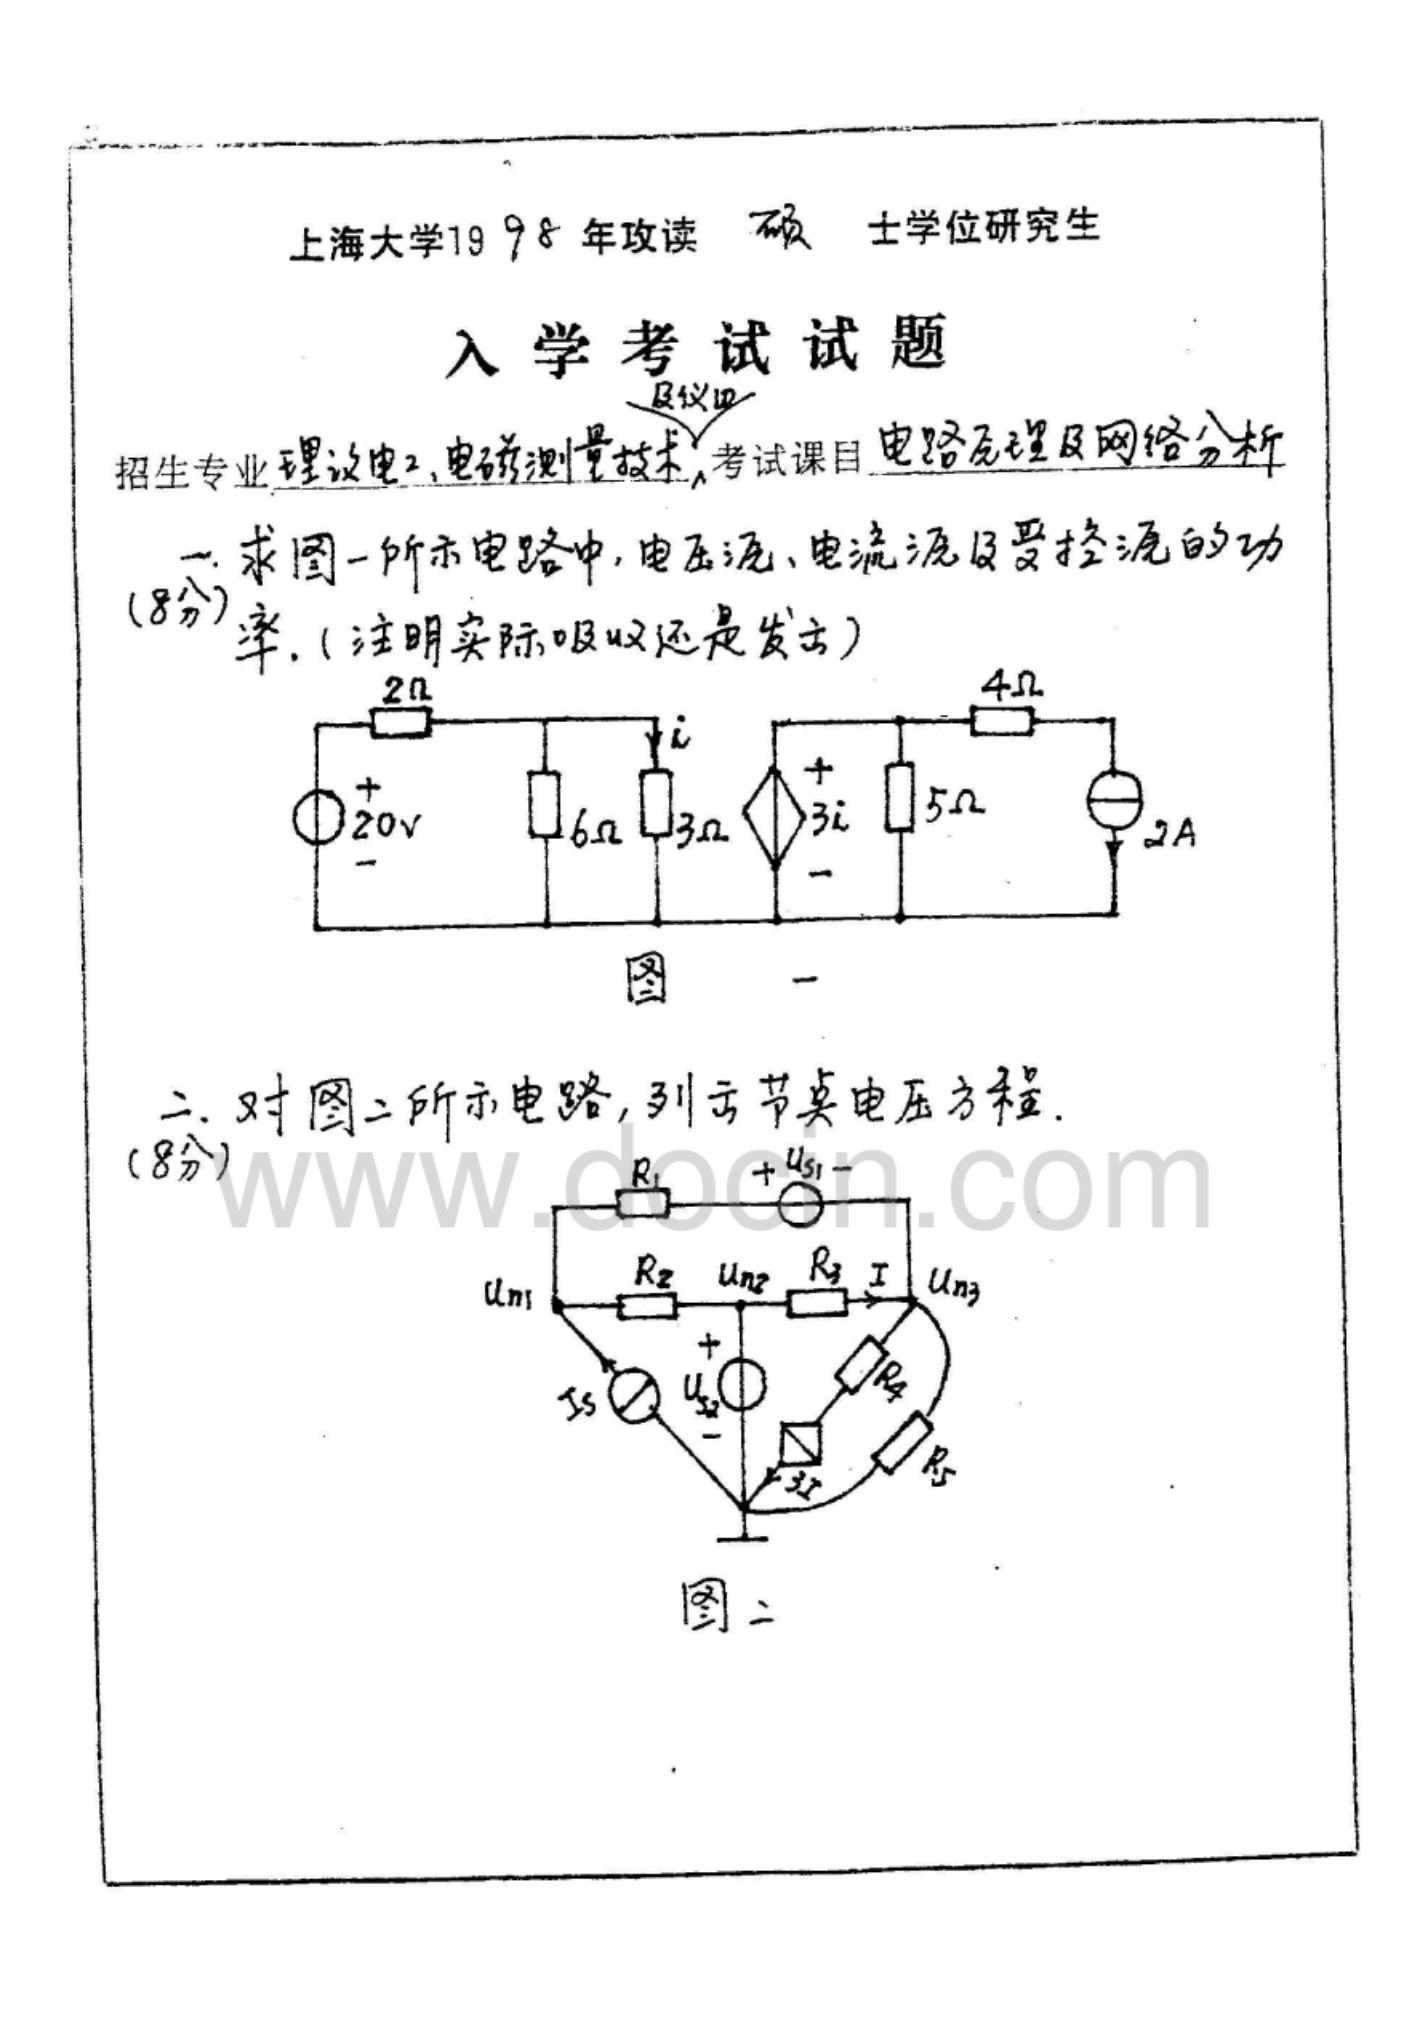 上海大学1998年攻读 硕 士学位研究生
入学考试试题
及仪四
招生专业 理论电工、电磁测量技术 考试课目 电路原理及网络分析
一. 求图一所示电路中,电压源、电流源及受控源的功
(8分) 率.(注明实际吸收还是发出)
2Ω 4Ω
i
+ 20v - 6Ω 3Ω + 3i - 5Ω 2A
图 一
二. 对图二所示电路,列出节点电压方程.
(8分)
www.docin.com
R1 + us1 -
un1 R2 un2 R3 I un3
Is + us2 - R4
3I R5
图二